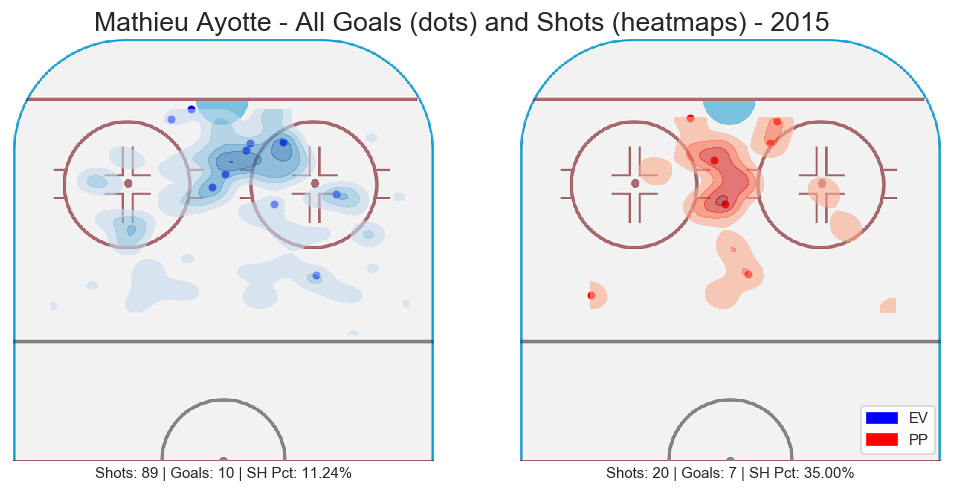 Mathieu Ayotte - All Goals (dots) and Shots (heatmaps) - 2015
EV
PP
Shots: 89 | Goals: 10 | SH Pct: 11.24%
Shots: 20 | Goals: 7 | SH Pct: 35.00%